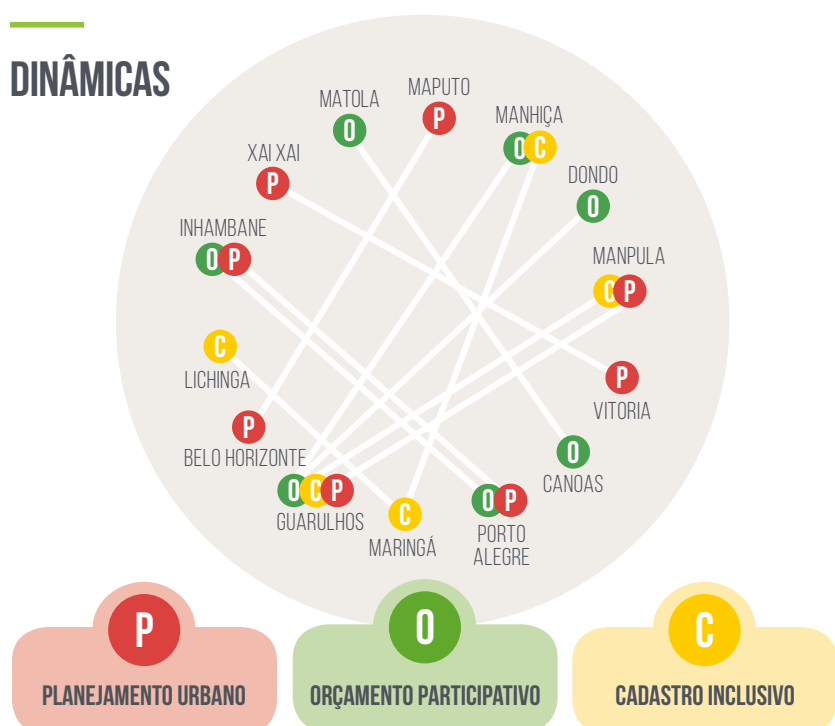 DINÂMICAS
MAPUTO
P
MATOLA
O
MANHIÇA
O C
XAI XAI
P
DONDO
O
INHAMBANE
O P
MANPULA
C P
C
LICHINGA
P
VITORIA
P
BELO HORIZONTE
O
CANOAS
O C P
GUARULHOS
C
MARINGÁ
O P
PORTO
ALEGRE
P
PLANEJAMENTO URBANO
O
ORÇAMENTO PARTICIPATIVO
C
CADASTRO INCLUSIVO